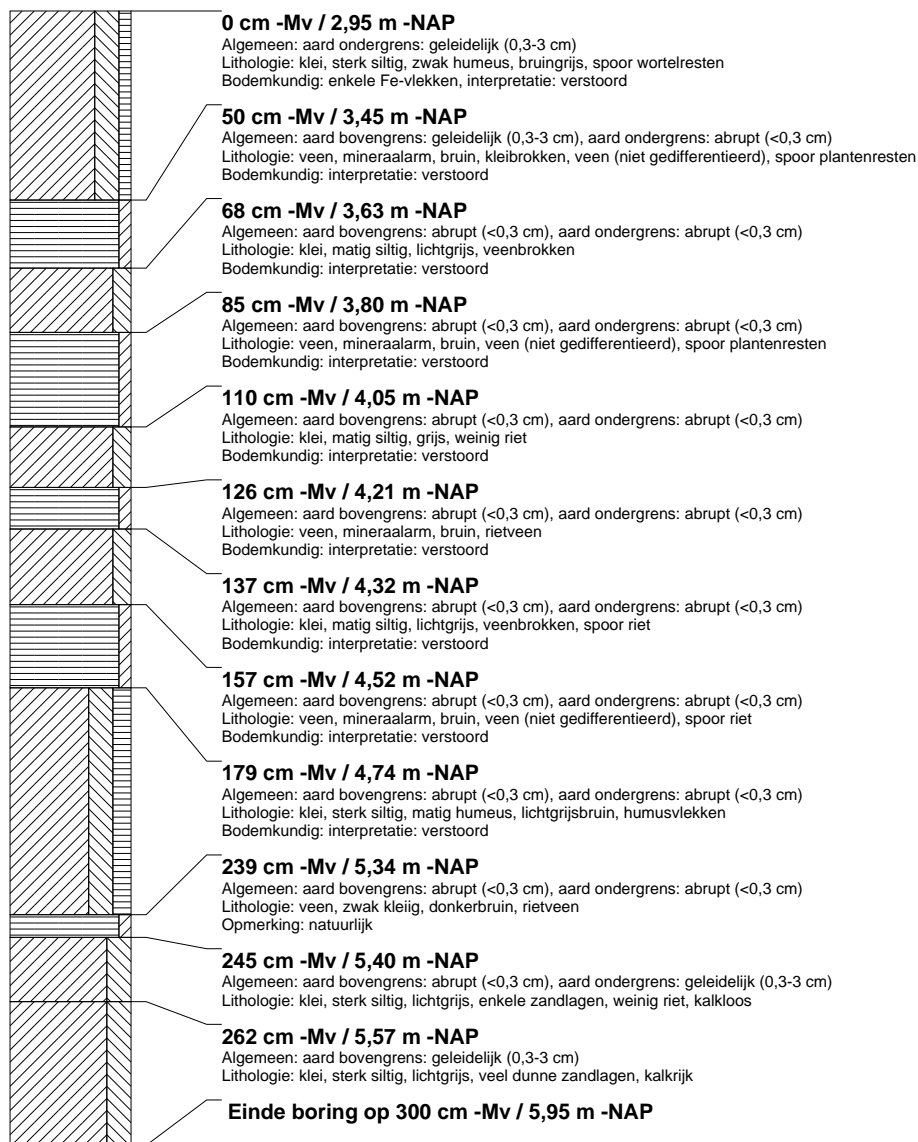 0 cm -Mv / 2,95 m -NAP
Algemeen: aard ondergrens: geleidelijk (0,3-3 cm)
Lithologie: klei, sterk siltig, zwak humeus, bruingrijs, spoor wortelresten
Bodemkundig: enkele Fe-vlekken, interpretatie: verstoord
50 cm -Mv / 3,45 m -NAP
Algemeen: aard bovengrens: geleidelijk (0,3-3 cm), aard ondergrens: abrupt (<0,3 cm)
Lithologie: veen, mineraalarm, bruin, kleibrokken, veen (niet gedifferentieerd), spoor plantenresten
Bodemkundig: interpretatie: verstoord
68 cm -Mv / 3,63 m -NAP
Algemeen: aard bovengrens: abrupt (<0,3 cm), aard ondergrens: abrupt (<0,3 cm)
Lithologie: klei, matig siltig, lichtgrijs, veenbrokken
Bodemkundig: interpretatie: verstoord
85 cm -Mv / 3,80 m -NAP
Algemeen: aard bovengrens: abrupt (<0,3 cm), aard ondergrens: abrupt (<0,3 cm)
Lithologie: veen, mineraalarm, bruin, veen (niet gedifferentieerd), spoor plantenresten
Bodemkundig: interpretatie: verstoord
110 cm -Mv / 4,05 m -NAP
Algemeen: aard bovengrens: abrupt (<0,3 cm), aard ondergrens: abrupt (<0,3 cm)
Lithologie: klei, matig siltig, grijs, weinig riet
Bodemkundig: interpretatie: verstoord
126 cm -Mv / 4,21 m -NAP
Algemeen: aard bovengrens: abrupt (<0,3 cm), aard ondergrens: abrupt (<0,3 cm)
Lithologie: veen, mineraalarm, bruin, rietveen
Bodemkundig: interpretatie: verstoord
137 cm -Mv / 4,32 m -NAP
Algemeen: aard bovengrens: abrupt (<0,3 cm), aard ondergrens: abrupt (<0,3 cm)
Lithologie: klei, matig siltig, lichtgrijs, veenbrokken, spoor riet
Bodemkundig: interpretatie: verstoord
157 cm -Mv / 4,52 m -NAP
Algemeen: aard bovengrens: abrupt (<0,3 cm), aard ondergrens: abrupt (<0,3 cm)
Lithologie: veen, mineraalarm, bruin, veen (niet gedifferentieerd), spoor riet
Bodemkundig: interpretatie: verstoord
179 cm -Mv / 4,74 m -NAP
Algemeen: aard bovengrens: abrupt (<0,3 cm), aard ondergrens: abrupt (<0,3 cm)
Lithologie: klei, sterk siltig, matig humeus, lichtgrijsbruin, humusvlekken
Bodemkundig: interpretatie: verstoord
239 cm -Mv / 5,34 m -NAP
Algemeen: aard bovengrens: abrupt (<0,3 cm), aard ondergrens: abrupt (<0,3 cm)
Lithologie: veen, zwak kleiig, donkerbruin, rietveen
Opmerking: natuurlijk
245 cm -Mv / 5,40 m -NAP
Algemeen: aard bovengrens: abrupt (<0,3 cm), aard ondergrens: geleidelijk (0,3-3 cm)
Lithologie: klei, sterk siltig, lichtgrijs, enkele zandlagen, weinig riet, kalkloos
262 cm -Mv / 5,57 m -NAP
Algemeen: aard bovengrens: geleidelijk (0,3-3 cm)
Lithologie: klei, sterk siltig, lichtgrijs, veel dunne zandlagen, kalkrijk
Einde boring op 300 cm -Mv / 5,95 m -NAP